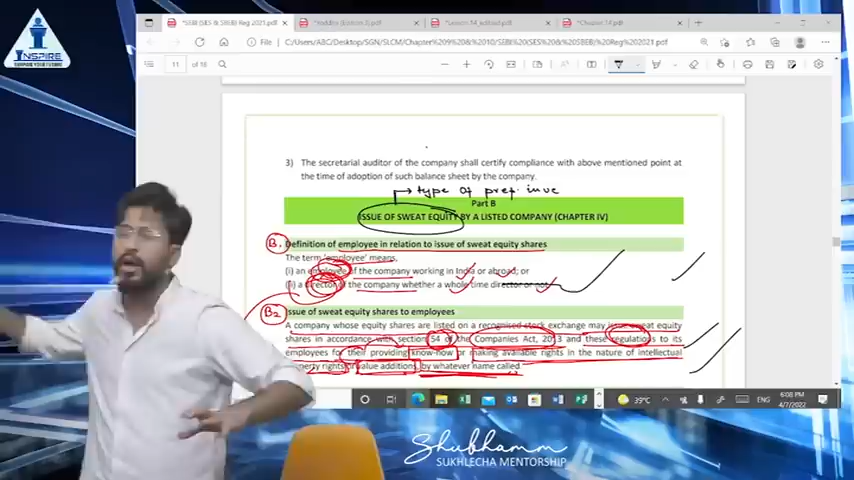 INSPIRE
*SEBI (SES & SBEB) Reg 2021.pdf
*Lesson 14_edited.pdf
*Chapter 14.pdf
File
C:/Users/ABC/Desktop/SGN/SLCM/Chapter%209%20&%2010/SEBI%20(SES%20&%20SBEB)%20Reg%202021.pdf
11 of 16
3) The secretarial auditor of the company shall certify compliance with above mentioned point at
the time of adoption of such balance sheet by the company.
type of pref. issue
Part B
ISSUE OF SWEAT EQUITY BY A LISTED COMPANY (CHAPTER IV)
B. Definition of employee in relation to issue of sweat equity shares
The term 'employee' means,
(i) an employee of the company working in India or abroad; or
(ii) a director of the company whether a whole time director or not
B2 Issue of sweat equity shares to employees
A company whose equity shares are listed on a recognised stock exchange may issue sweat equity
shares in accordance with section 54 of the Companies Act, 2013 and these regulations to its
employees for their providing know-how or making available rights in the nature of intellectual
property rights or value additions, by whatever name called
39°C
ENG
6:08 PM
4/7/2022
Shubhamm
SUKHLECHA MENTORSHIP